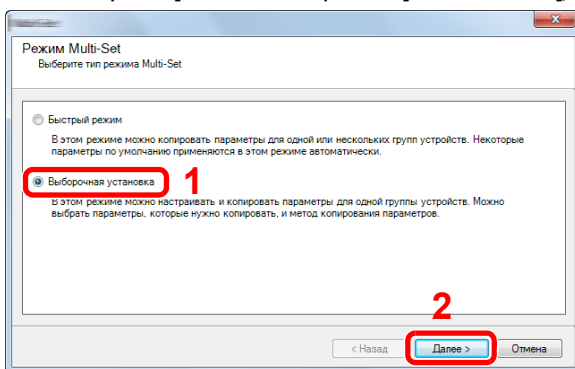 Режим Multi-Set
Выберите тип режима Multi-Set
Быстрый режим
В этом режиме можно копировать параметры для одной или нескольких групп устройств. Некоторые
параметры по умолчанию применяются в этом режиме автоматически.
Выборочная установка 1
В этом режиме можно настраивать и копировать параметры для одной группы устройств. Можно
выбрать параметры, которые нужно копировать, и метод копирования параметров.
2
< Назад Далее > Отмена